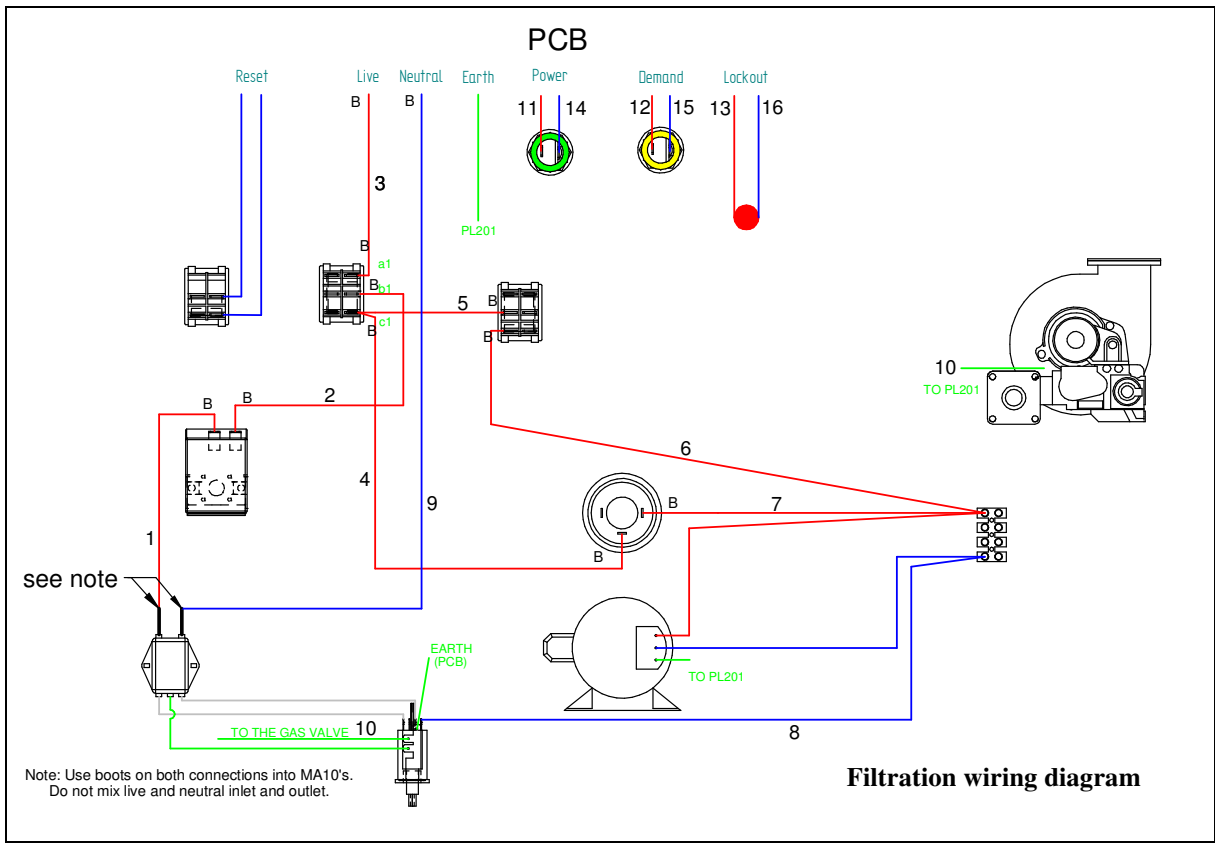 PCB
Reset
Live
Neutral
Earth
Power
Demand
Lockout
B
B
11
14
12
15
13
16
3
PL201
B
a1
B
b1
5
B
c1
B
B
10
TO PL201
B
B
2
6
4
9
B
7
1
B
see note
EARTH
(PCB)
TO PL201
TO THE GAS VALVE
10
8
Note: Use boots on both connections into MA10's.
Do not mix live and neutral inlet and outlet.
Filtration wiring diagram